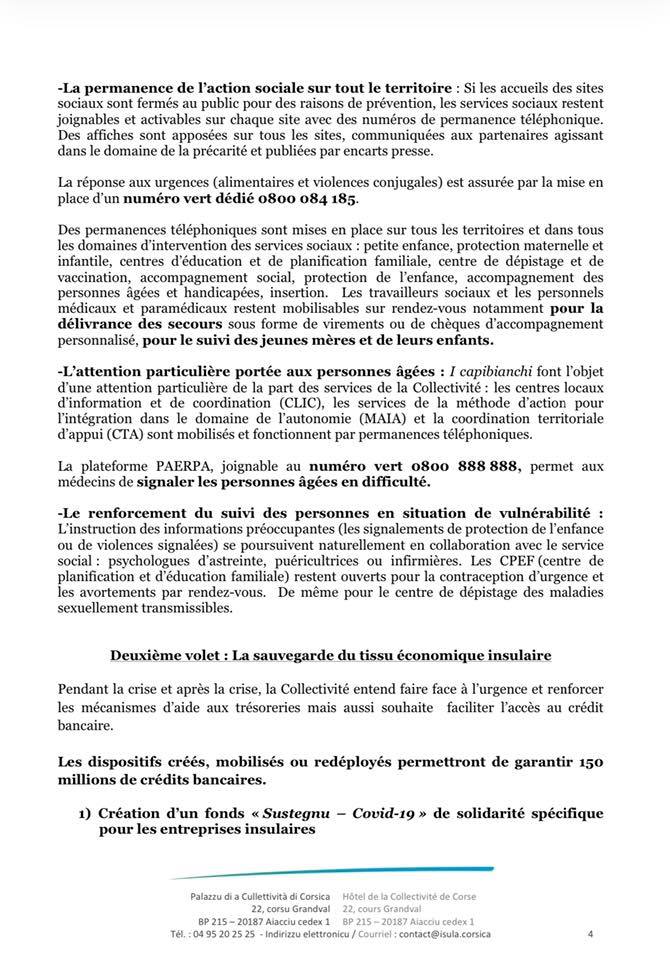 -La permanence de l'action sociale sur tout le territoire : Si les accueils des sites
sociaux sont fermés au public pour des raisons de prévention, les services sociaux restent
joignables et activables sur chaque site avec des numéros de permanence téléphonique.
Des affiches sont apposées sur tous les sites, communiquées aux partenaires agissant
dans le domaine de la précarité et publiées par encarts presse.
La réponse aux urgences (alimentaires et violences conjugales) est assurée par la mise en
place d'un numéro vert dédié 0800 084 185.
Des permanences téléphoniques sont mises en place sur tous les territoires et dans tous
les domaines d'intervention des services sociaux : petite enfance, protection maternelle et
infantile, centres d'éducation et de planification familiale, centre de dépistage et de
vaccination, accompagnement social, protection de l'enfance, accompagnement des
personnes âgées et handicapées, insertion. Les travailleurs sociaux et les personnels
médicaux et paramédicaux restent mobilisables sur rendez-vous notamment pour la
délivrance des secours sous forme de virements ou de chèques d'accompagnement
personnalisé, pour le suivi des jeunes mères et de leurs enfants.
-L'attention particulière portée aux personnes âgées : I capibianchi font l'objet
d'une attention particulière de la part des services de la Collectivité : les centres locaux
d'information et de coordination (CLIC), les services de la méthode d'action pour
l'intégration dans le domaine de l'autonomie (MAIA) et la coordination territoriale
d'appui (CTA) sont mobilisés et fonctionnent par permanences téléphoniques.
La plateforme PAERPA, joignable au numéro vert 0800 888 888, permet aux
médecins de signaler les personnes âgées en difficulté.
-Le renforcement du suivi des personnes en situation de vulnérabilité :
L'instruction des informations préoccupantes (les signalements de protection de l'enfance
ou de violences signalées) se poursuivent naturellement en collaboration avec le service
social : psychologues d'astreinte, puéricultrices ou infirmières. Les CPEF (centre de
planification et d'éducation familiale) restent ouverts pour la contraception d'urgence et
les avortements par rendez-vous. De même pour le centre de dépistage des maladies
sexuellement transmissibles.
Deuxième volet : La sauvegarde du tissu économique insulaire
Pendant la crise et après la crise, la Collectivité entend faire face à l'urgence et renforcer
les mécanismes d'aide aux trésoreries mais aussi souhaite faciliter l'accès au crédit
bancaire.
Les dispositifs créés, mobilisés ou redéployés permettront de garantir 150
millions de crédits bancaires.
1) Création d'un fonds « Sustegnu – Covid-19 » de solidarité spécifique
pour les entreprises insulaires
Palazzu di a Cullettività di Corsica Hôtel de la Collectivité de Corse
22, corsu Grandval 22, cours Grandval
BP 215 – 20187 Aiacciu cedex 1 BP 215 – 20187 Aiacciu cedex 1
Tél. : 04 95 20 25 25 - Indirizzu elettronicu / Courriel : contact@isula.corsica 4